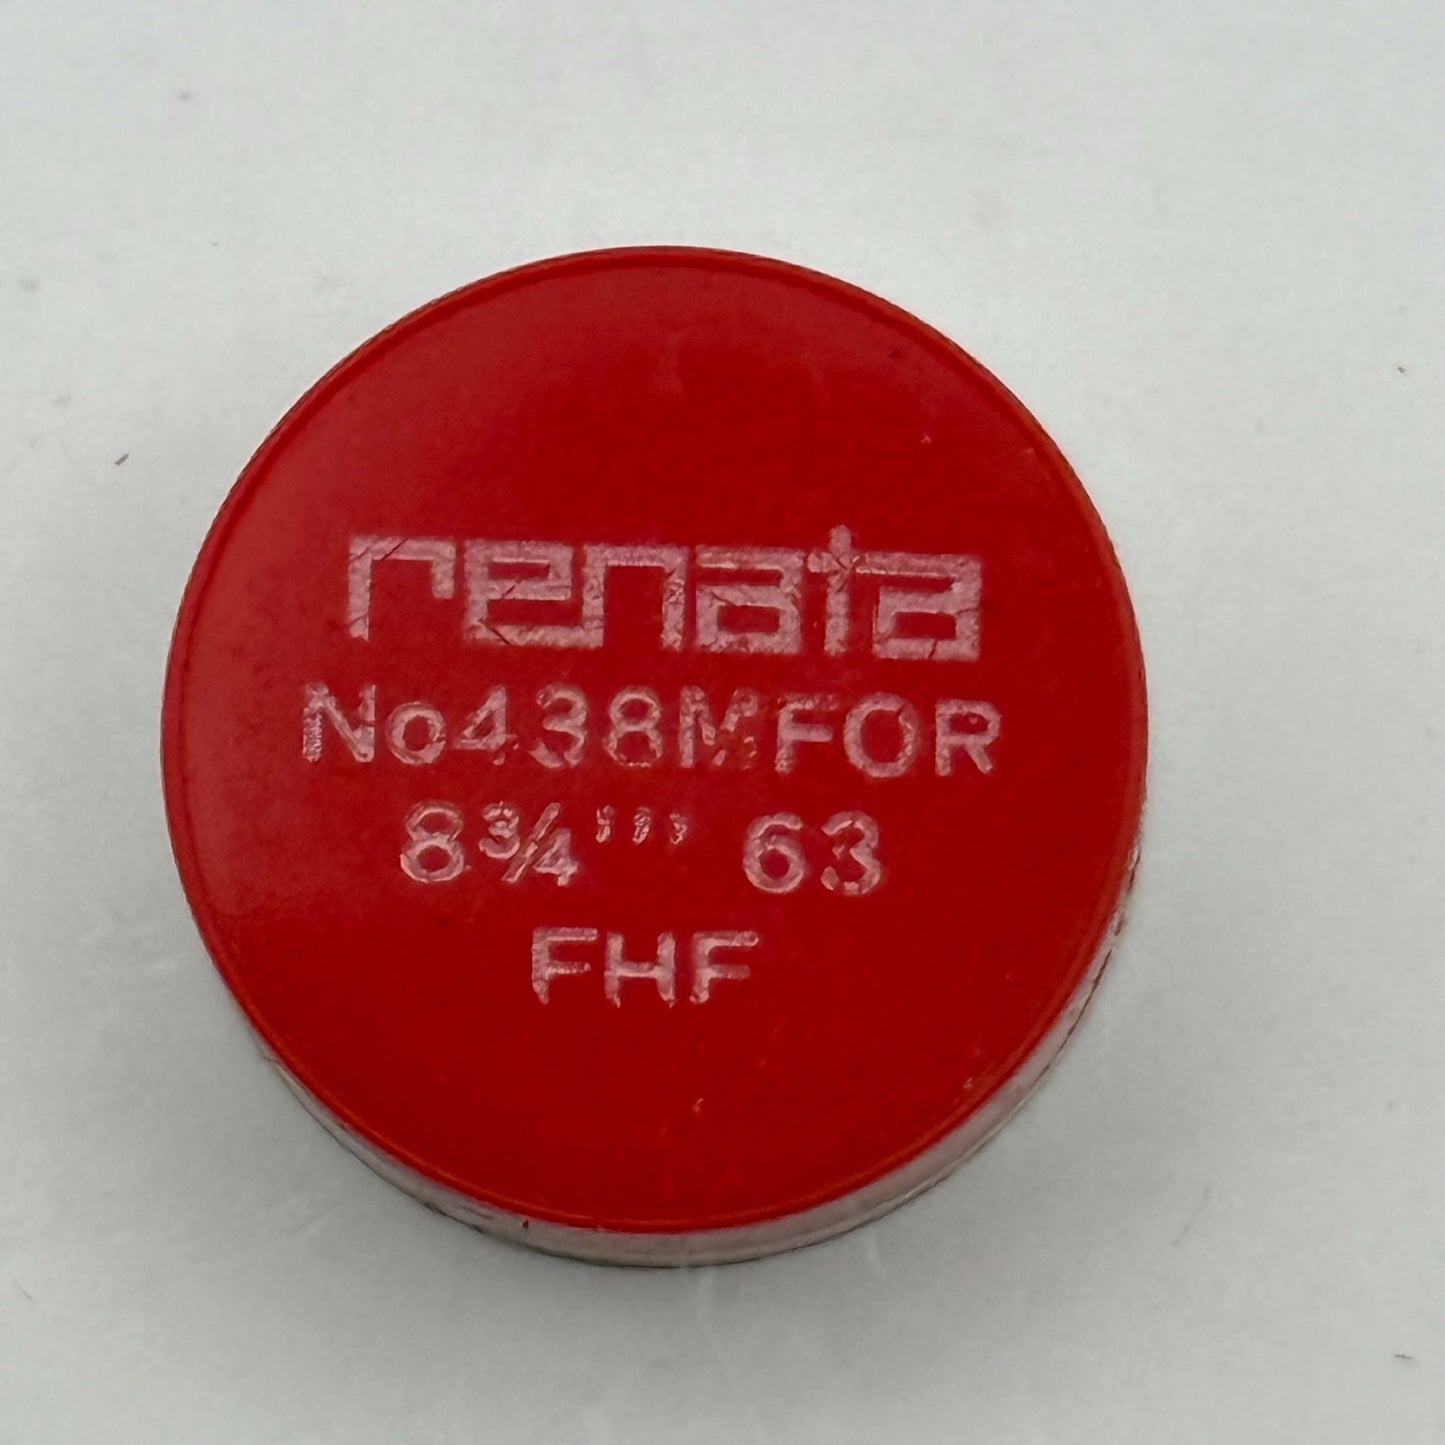 renata
No438MFOR
8¾''' 63
FHF